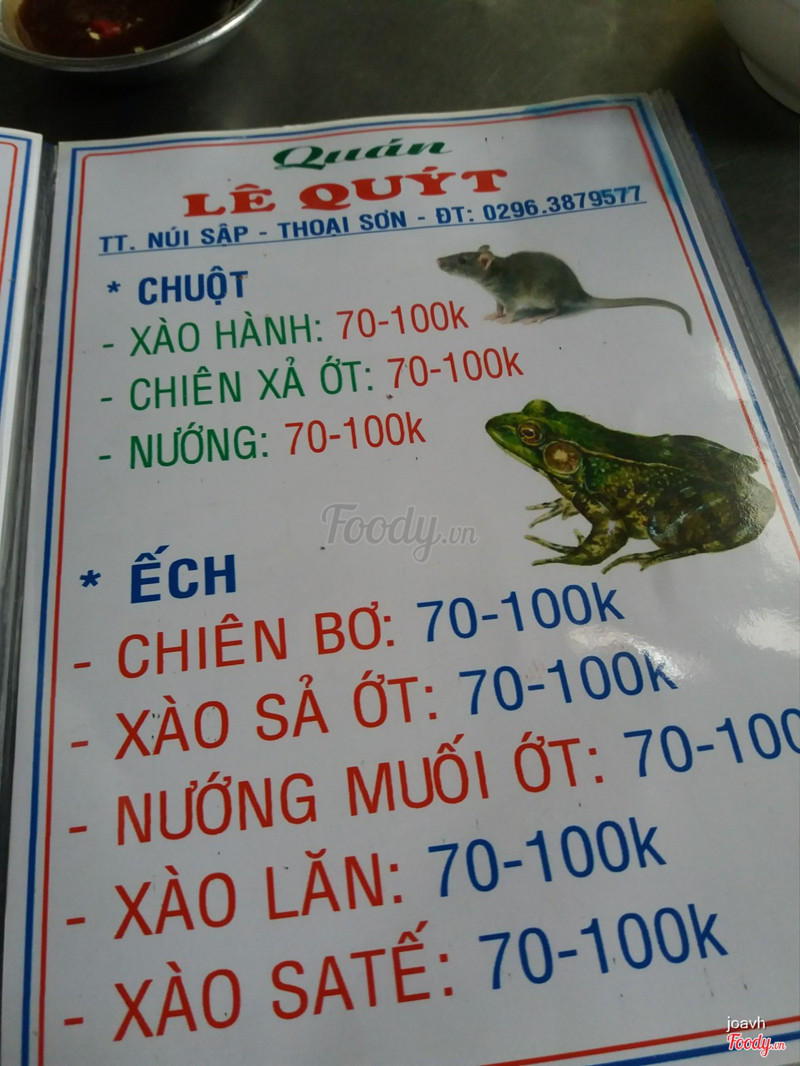 Quán
LÊ QUÝT
TT. NÚI SẬP - THOẠI SƠN - ĐT: 0296.3879577
* CHUỘT
- XÀO HÀNH: 70-100k
- CHIÊN XẢ ỚT: 70-100k
- NƯỚNG: 70-100k
Foody.vn
* ẾCH
- CHIÊN BƠ: 70-100k
- XÀO SẢ ỚT: 70-100k
- NƯỚNG MUỐI ỚT: 70-100
- XÀO LĂN: 70-100k
- XÀO SATẾ: 70-100k
joavh
Foody.vn